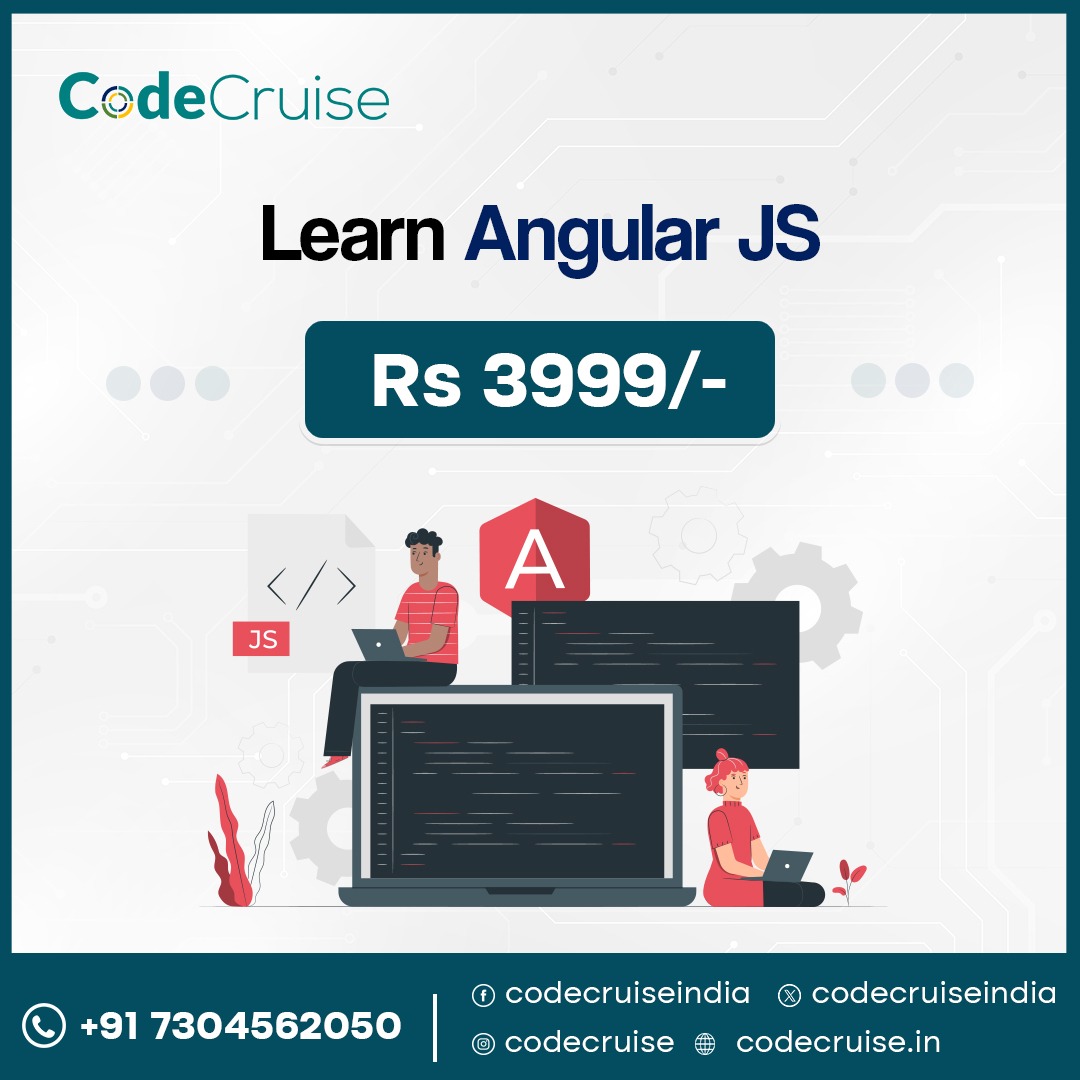 CodeCruise
Learn Angular JS
Rs 3999/-
A
JS
+91 7304562050
codecruiseindia
codecruiseindia
codecruise
codecruise.in